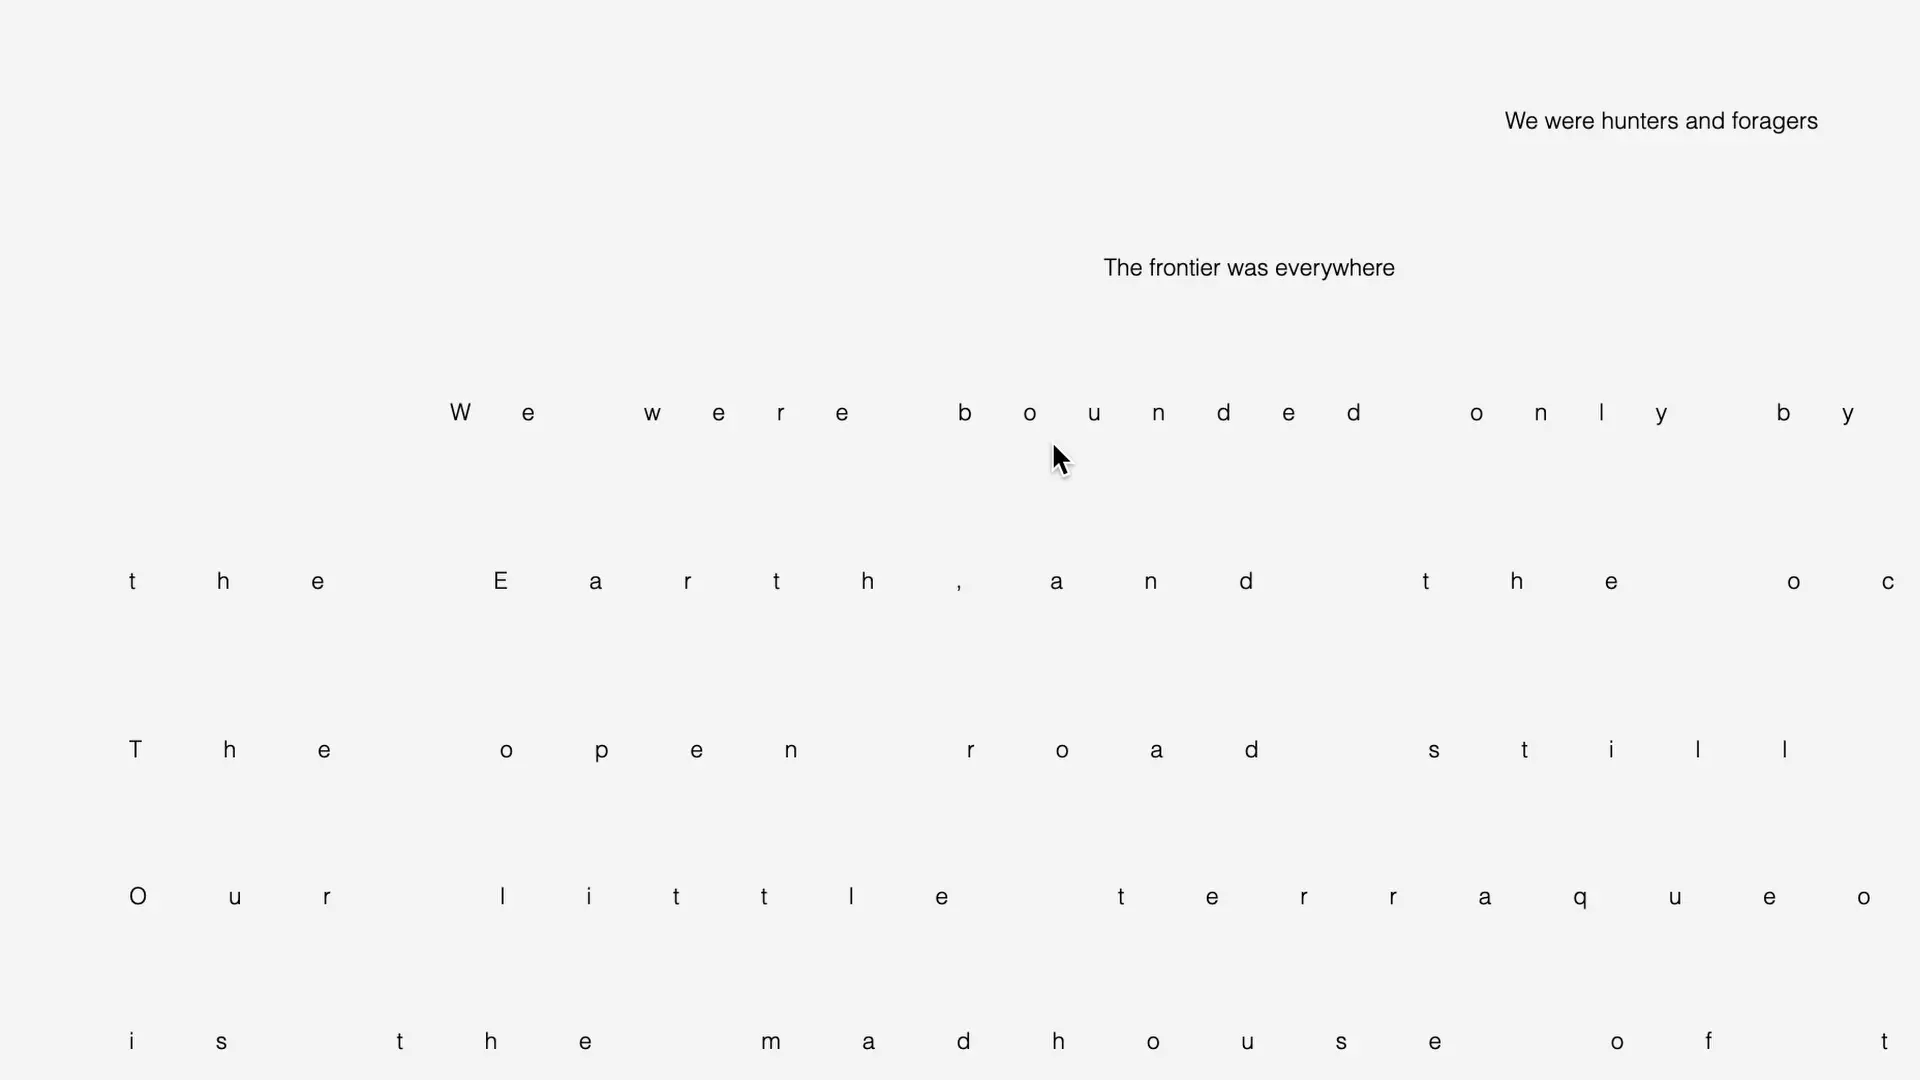 We were hunters and foragers
The frontier was everywhere
We were bounded only by
the Earth, and the oc
The open road still
Our little terraqueo
is the madhouse of t